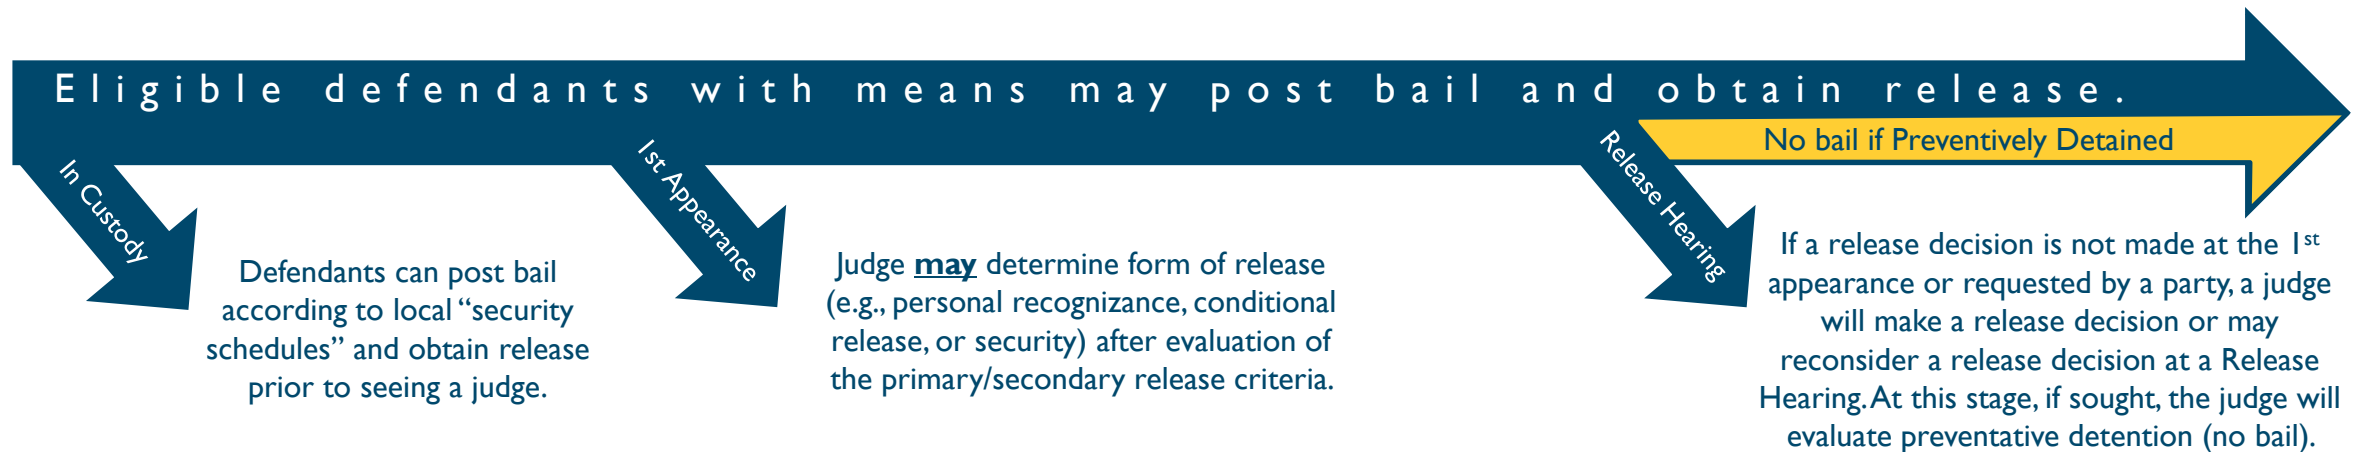 Eligible defendants with means may post bail and obtain release.
No bail if Preventively Detained
In Custody
Defendants can post bail
according to local “security
schedules” and obtain release
prior to seeing a judge.
1st Appearance
Judge may determine form of release
(e.g., personal recognizance, conditional
release, or security) after evaluation of
the primary/secondary release criteria.
Release Hearing
If a release decision is not made at the 1st
appearance or requested by a party, a judge
will make a release decision or may
reconsider a release decision at a Release
Hearing. At this stage, if sought, the judge will
evaluate preventative detention (no bail).